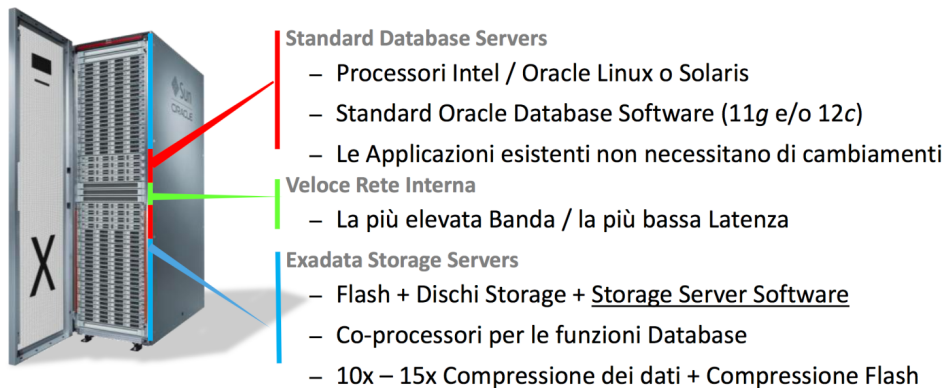 Standard Database Servers
– Processori Intel / Oracle Linux o Solaris
– Standard Oracle Database Software (11g e/o 12c)
– Le Applicazioni esistenti non necessitano di cambiamenti
Veloce Rete Interna
– La più elevata Banda / la più bassa Latenza
Exadata Storage Servers
– Flash + Dischi Storage + Storage Server Software
– Co-processori per le funzioni Database
– 10x – 15x Compressione dei dati + Compressione Flash
Sun
ORACLE
X